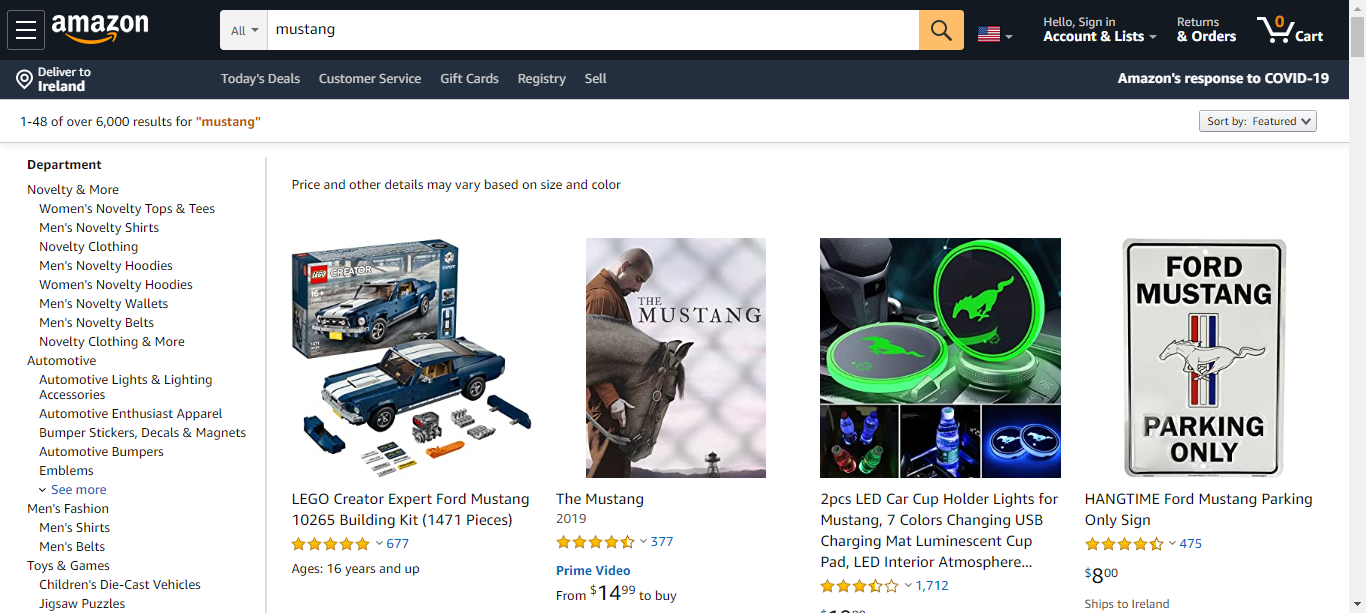 amazon
All
mustang
Hello, Sign in
Account & Lists
Returns
& Orders
0
Cart
Deliver to
Ireland
Today's Deals
Customer Service
Gift Cards
Registry
Sell
Amazon's response to COVID-19
1-48 of over 6,000 results for "mustang"
Sort by: Featured
Department
Novelty & More
Women's Novelty Tops & Tees
Men's Novelty Shirts
Novelty Clothing
Men's Novelty Hoodies
Women's Novelty Hoodies
Men's Novelty Wallets
Men's Novelty Belts
Novelty Clothing & More
Automotive
Automotive Lights & Lighting
Accessories
Automotive Enthusiast Apparel
Bumper Stickers, Decals & Magnets
Automotive Bumpers
Emblems
See more
Men's Fashion
Men's Shirts
Men's Belts
Toys & Games
Children's Die-Cast Vehicles
Jigsaw Puzzles
Price and other details may vary based on size and color
LEGO
CREATOR
EXPERT
16+
LEGO Creator Expert Ford Mustang
10265 Building Kit (1471 Pieces)
677
Ages: 16 years and up
THE
MUSTANG
The Mustang
2019
377
Prime Video
From $14.99 to buy
2pcs LED Car Cup Holder Lights for
Mustang, 7 Colors Changing USB
Charging Mat Luminescent Cup
Pad, LED Interior Atmosphere...
1,712
FORD
MUSTANG
PARKING
ONLY
HANGTIME Ford Mustang Parking
Only Sign
475
$8.00
Ships to Ireland